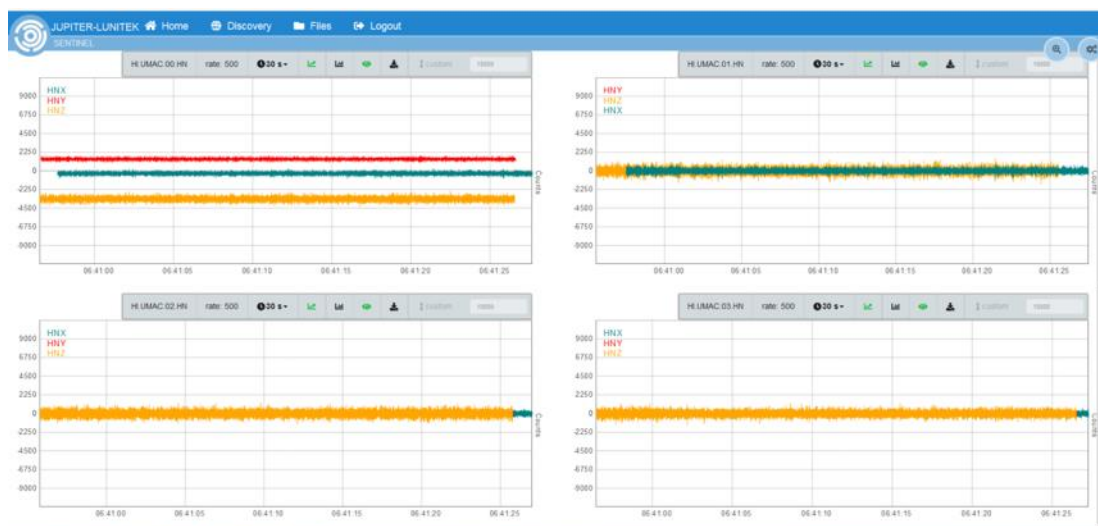 JUPITER-LUNITEK Home Discovery Files Logout
SENTINEL
HI.UMAC.00.HN rate: 500 30 s custom 10000
HNX
HNY
HNZ
9000
6750
4500
2250
0
-2250
-4500
-6750
-9000
Counts
06:41:00 06:41:05 06:41:10 06:41:15 06:41:20 06:41:25
HI.UMAC.01.HN rate: 500 30 s custom 10000
HNY
HNZ
HNX
9000
6750
4500
2250
0
-2250
-4500
-6750
-9000
Counts
06:41:00 06:41:05 06:41:10 06:41:15 06:41:20 06:41:25
HI.UMAC.02.HN rate: 500 30 s custom 10000
HNX
HNY
HNZ
9000
6750
4500
2250
0
-2250
-4500
-6750
-9000
Counts
06:41:00 06:41:05 06:41:10 06:41:15 06:41:20 06:41:25
HI.UMAC.03.HN rate: 500 30 s custom 10000
HNX
HNY
HNZ
9000
6750
4500
2250
0
-2250
-4500
-6750
-9000
Counts
06:41:00 06:41:05 06:41:10 06:41:15 06:41:20 06:41:25